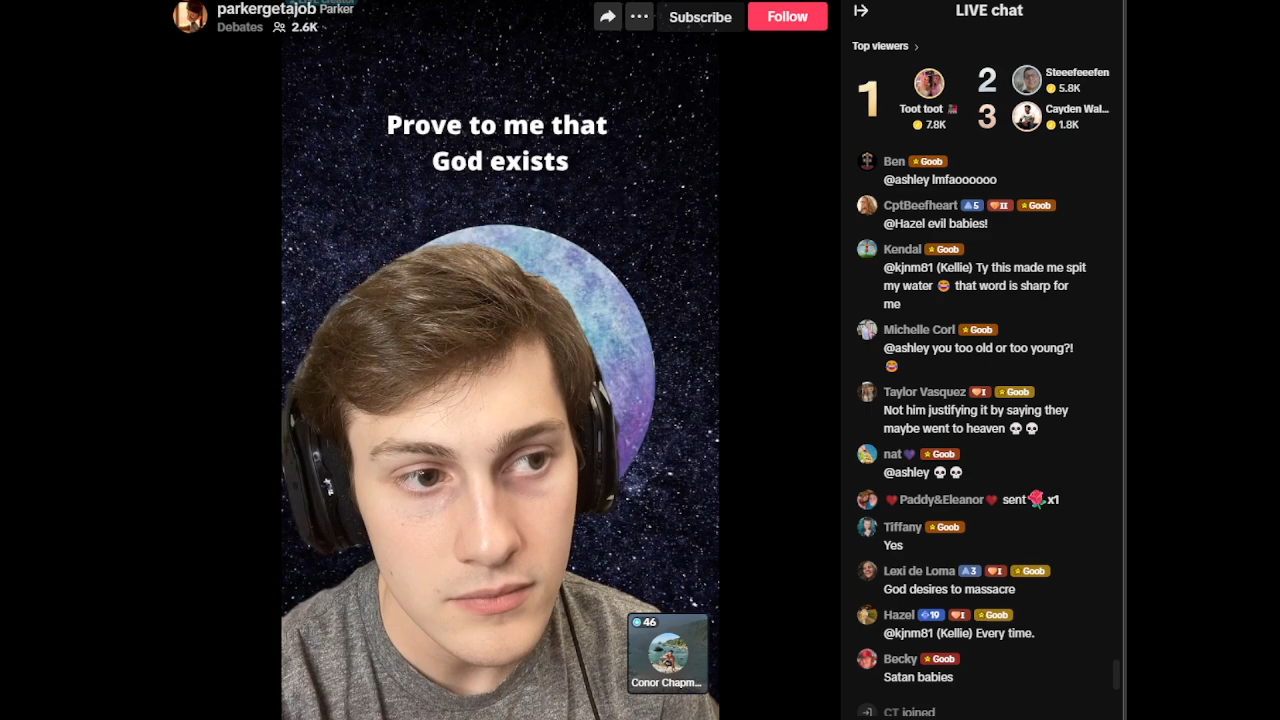 parkergetajob Parker
Debates 2.6K
Subscribe
Follow
Prove to me that
God exists
46
Conor Chapm...
LIVE chat
Top viewers
1
Toot toot
7.8K
2
Steeefeeefen
5.8K
3
Cayden Wal...
1.8K
Ben Goob
@ashley lmfaoooooo
CptBeefheart 5 II Goob
@Hazel evil babies!
Kendal Goob
@kjnm81 (Kellie) Ty this made me spit
my water 😂 that word is sharp for
me
Michelle Corl Goob
@ashley you too old or too young?!
😂
Taylor Vasquez I Goob
Not him justifying it by saying they
maybe went to heaven 💀💀
nat💜 Goob
@ashley 💀💀
❤️Paddy&Eleanor❤️ sent🌹x1
Tiffany Goob
Yes
Lexi de Loma 3 I Goob
God desires to massacre
Hazel 19 I Goob
@kjnm81 (Kellie) Every time.
Becky Goob
Satan babies
CT joined